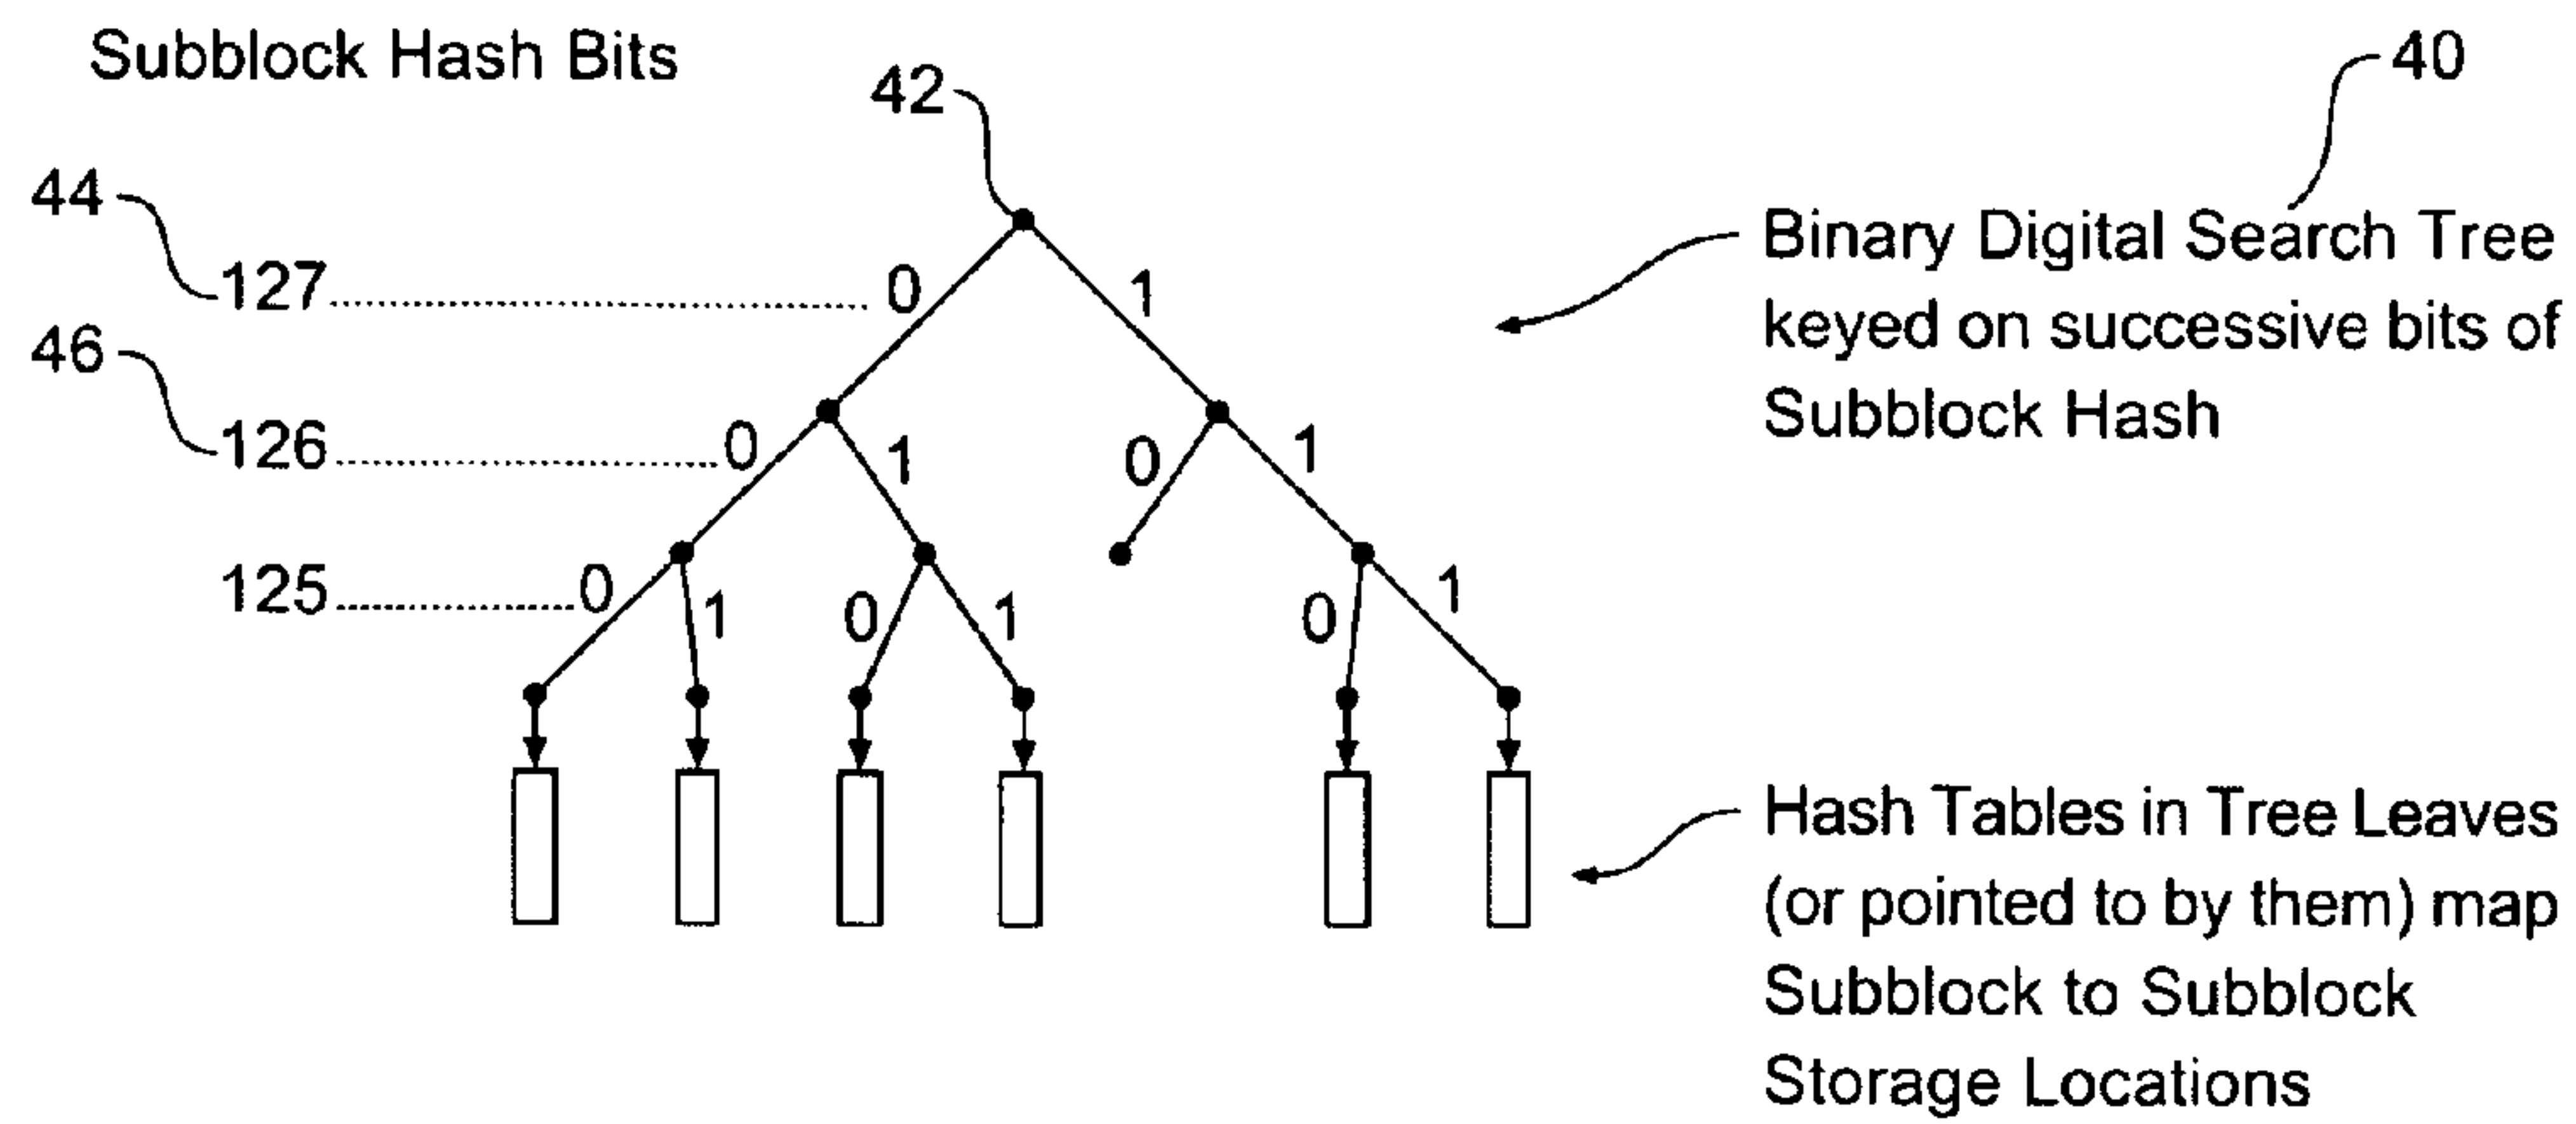 Subblock Hash Bits
42
40
44
127
0
1
Binary Digital Search Tree
keyed on successive bits of
Subblock Hash
46
126
0
1
0
1
125
0
1
0
1
0
1
Hash Tables in Tree Leaves
(or pointed to by them) map
Subblock to Subblock
Storage Locations